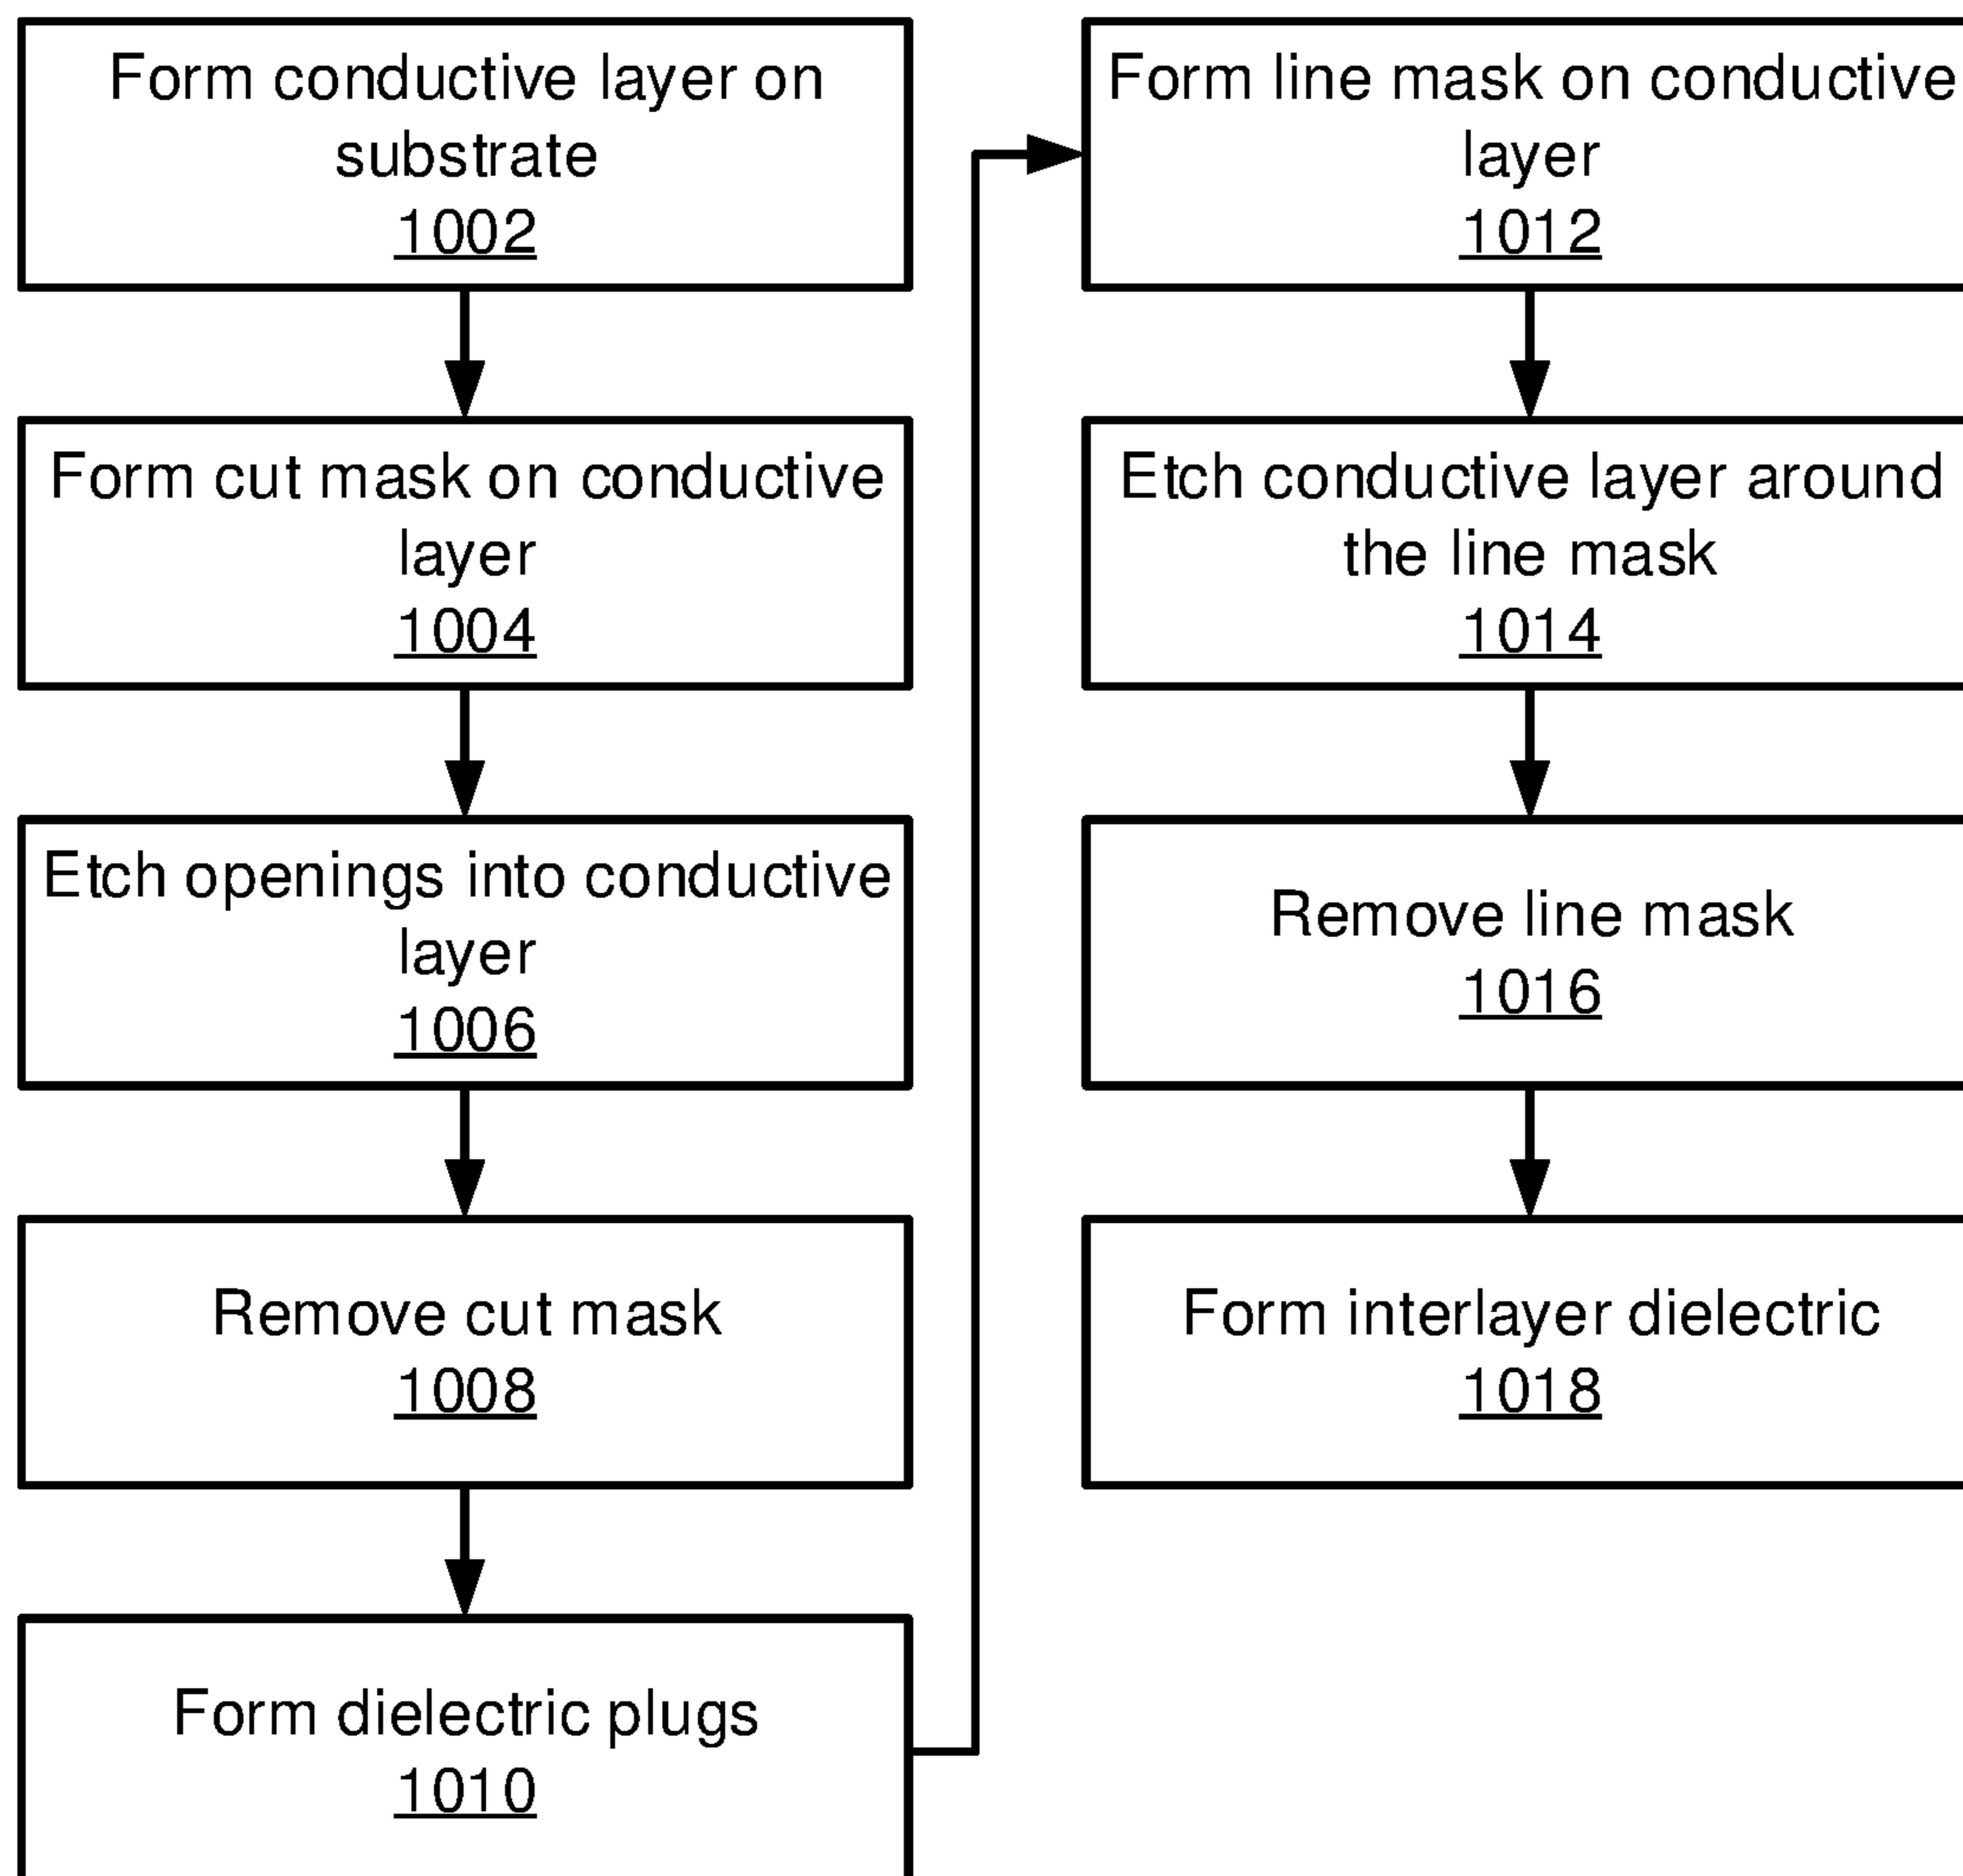 Form conductive layer on
substrate
1002
Form cut mask on conductive
layer
1004
Etch openings into conductive
layer
1006
Remove cut mask
1008
Form dielectric plugs
1010
Form line mask on conductive
layer
1012
Etch conductive layer around
the line mask
1014
Remove line mask
1016
Form interlayer dielectric
1018